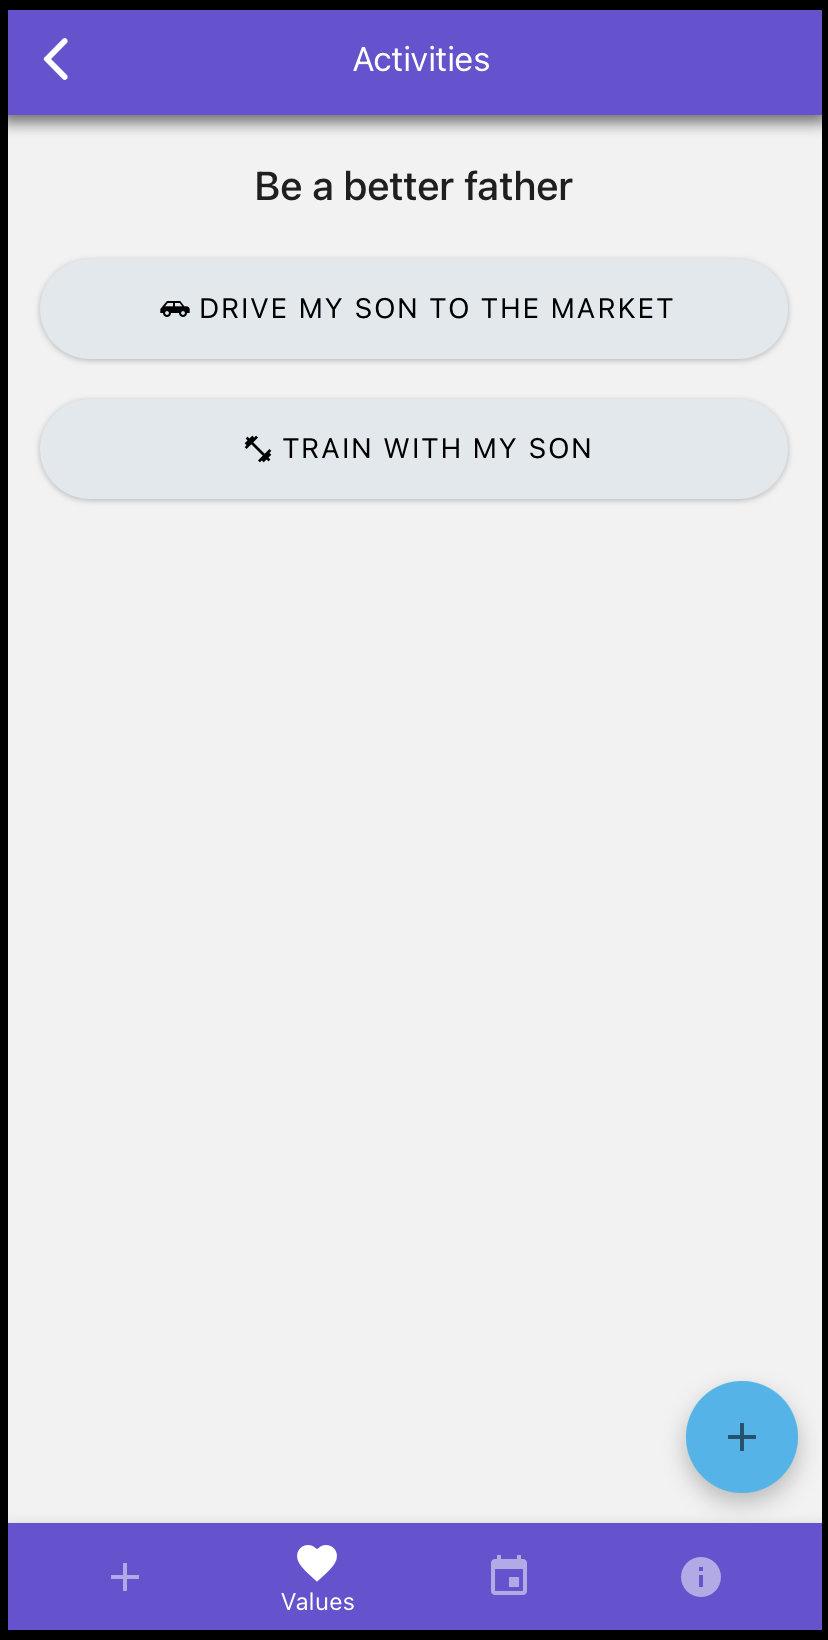 Activities
Be a better father
DRIVE MY SON TO THE MARKET
TRAIN WITH MY SON
Values